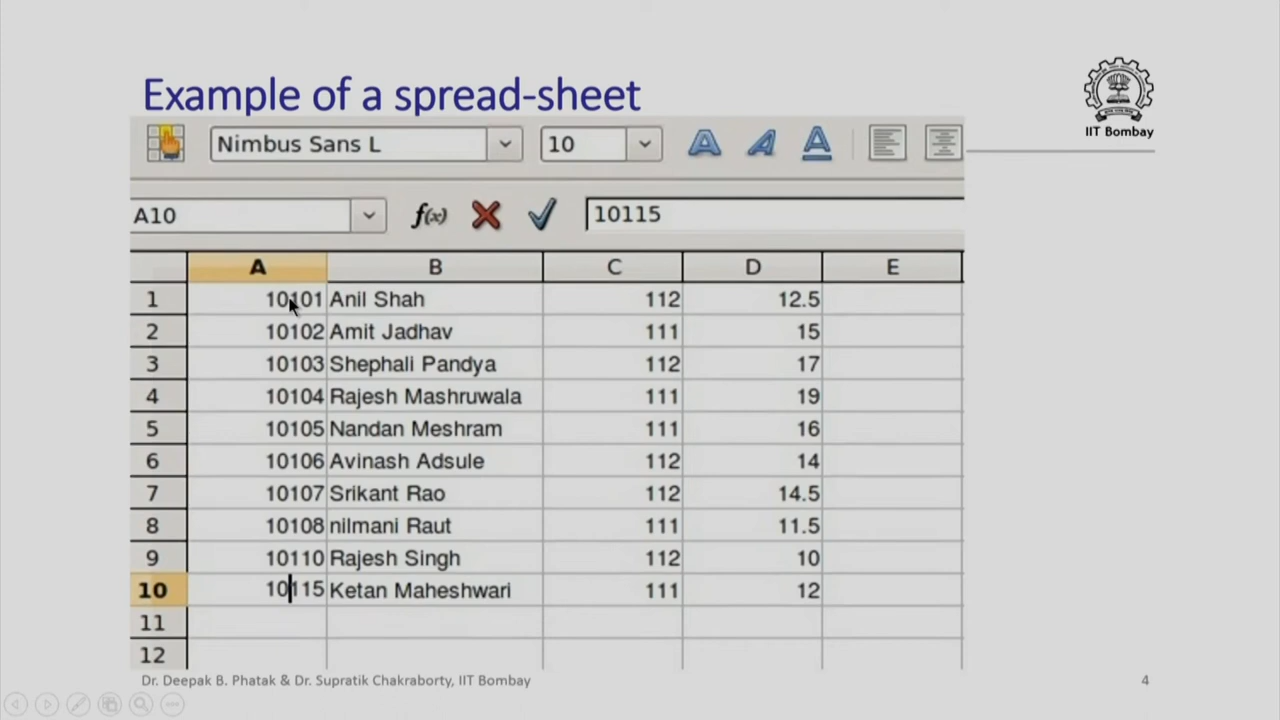 Example of a spread-sheet
IIT Bombay
Nimbus Sans L 10 A A A
A10 f(x) 10115
A B C D E
1 10101 Anil Shah 112 12.5
2 10102 Amit Jadhav 111 15
3 10103 Shephali Pandya 112 17
4 10104 Rajesh Mashruwala 111 19
5 10105 Nandan Meshram 111 16
6 10106 Avinash Adsule 112 14
7 10107 Srikant Rao 112 14.5
8 10108 nilmani Raut 111 11.5
9 10110 Rajesh Singh 112 10
10 10115 Ketan Maheshwari 111 12
11
12
Dr. Deepak B. Phatak & Dr. Supratik Chakraborty, IIT Bombay 4